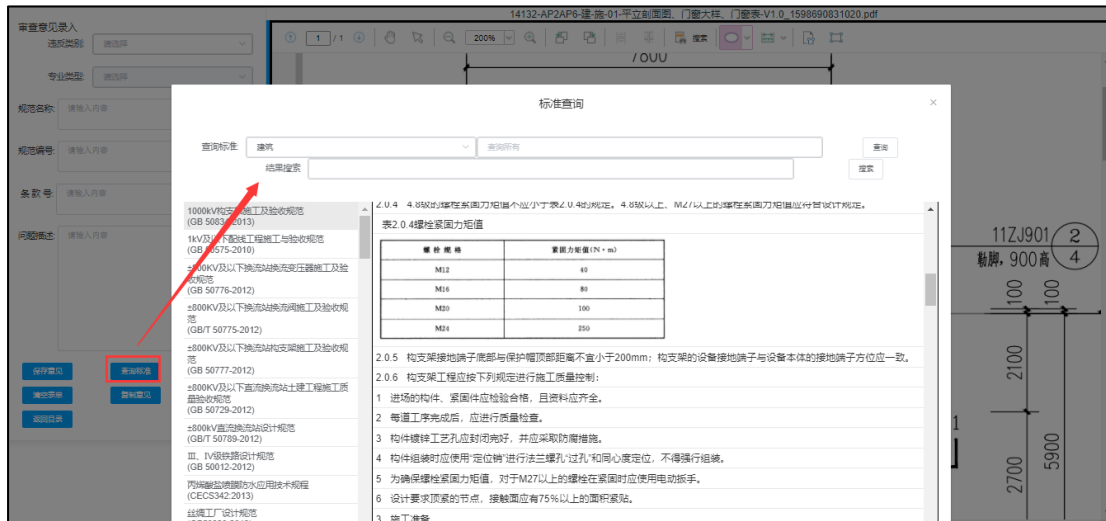 14132-AP2AP6-建-施-01-平立剖面图、门窗大样、门窗表-V1.0_1598690831020.pdf
审查意见录入
违反类别: 请选择
专业类型: 请选择
规范名称: 请输入内容
规范编号: 请输入内容
条款号: 请输入内容
问题描述: 请输入内容
保存意见 查询标准
清空表单 复制意见
返回目录
1 / 1 200% 搜索
7800
标准查询 ×
查询标准: 建筑 查询所有 查询
结果搜索 搜索
1000kV构支架施工及验收规范
(GB 50834-2013)
1kV及以下配线工程施工与验收规范
(GB 50575-2010)
±800KV及以下换流站换流变压器施工及验
收规范
(GB 50776-2012)
±800KV及以下换流站换流阀施工及验收规
范
(GB/T 50775-2012)
±800KV及以下换流站构支架施工及验收规
范
(GB 50777-2012)
±800KV及以下直流换流站土建工程施工质
量验收规范
(GB 50729-2012)
±800kV直流换流站设计规范
(GB/T 50789-2012)
III、IV级铁路设计规范
(GB 50012-2012)
丙烯酸盐喷膜防水应用技术规程
(CECS342:2013)
丝绸工厂设计规范
2.0.4 4.8级的螺栓紧固力矩值不应小于表2.0.4的规定。4.8级以上、M27以上的螺栓紧固力矩值应符合设计规定。
表2.0.4螺栓紧固力矩值
螺栓规格 紧固力矩值(N·m)
M12 40
M16 80
M20 100
M24 250
2.0.5 构支架接地端子底部与保护帽顶部距离不宜小于200mm；构支架的设备接地端子与设备本体的接地端子方位应一致。
2.0.6 构支架工程应按下列规定进行施工质量控制：
1 进场的构件、紧固件应检验合格，且资料应齐全。
2 每道工序完成后，应进行质量检查。
3 构件镀锌工艺孔应封闭完好，并应采取防腐措施。
4 构件组装时应使用“定位销”进行法兰螺孔“过孔”和同心度定位，不得强行组装。
5 为确保螺栓紧固力矩值，对于M27以上的螺栓在紧固时应使用电动扳手。
6 设计要求顶紧的节点，接触面应有75%以上的面积紧贴。
3 施工准备
11ZJ901 2
勒脚，900高 4
100 100
2100
1
2700 5900